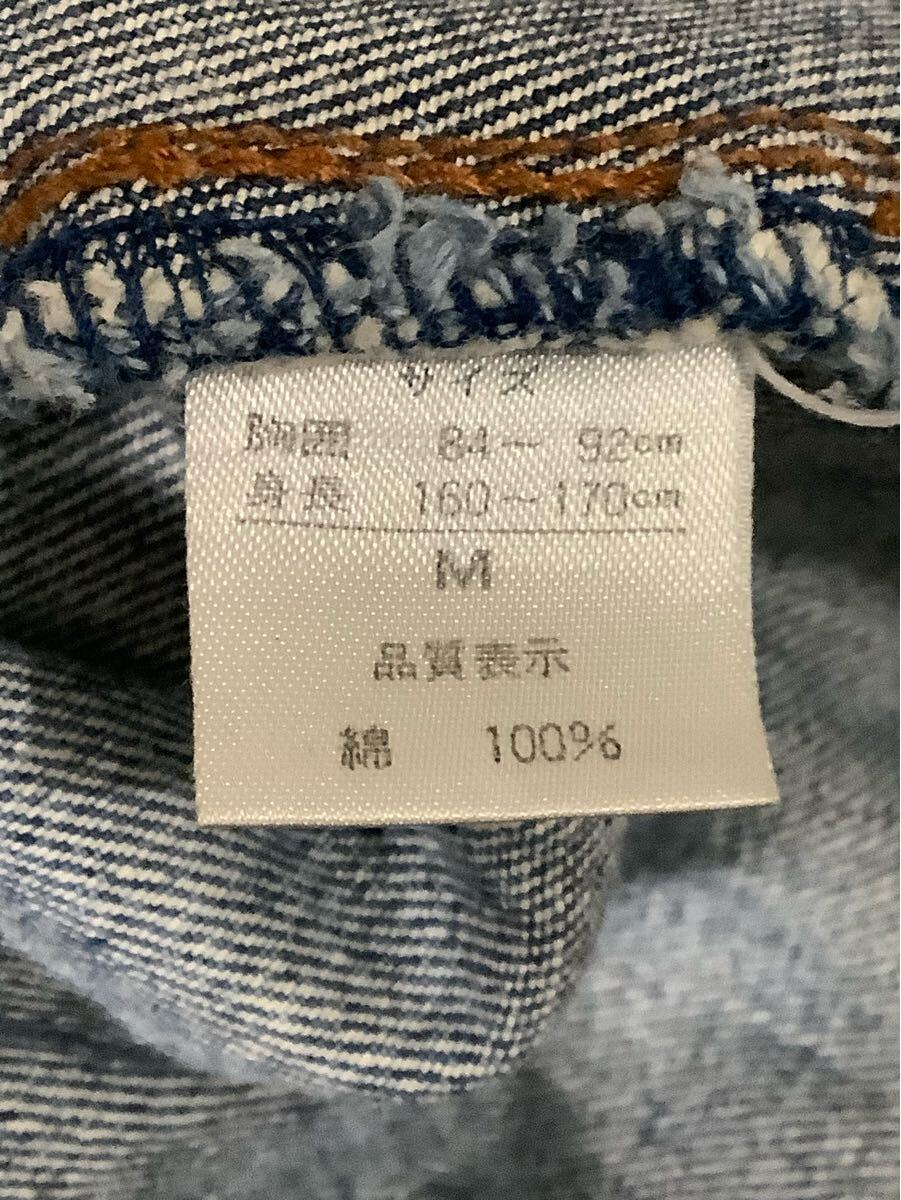 サイズ
胸囲 84～ 92cm
身長 160～170cm
M
品質表示
綿 100%